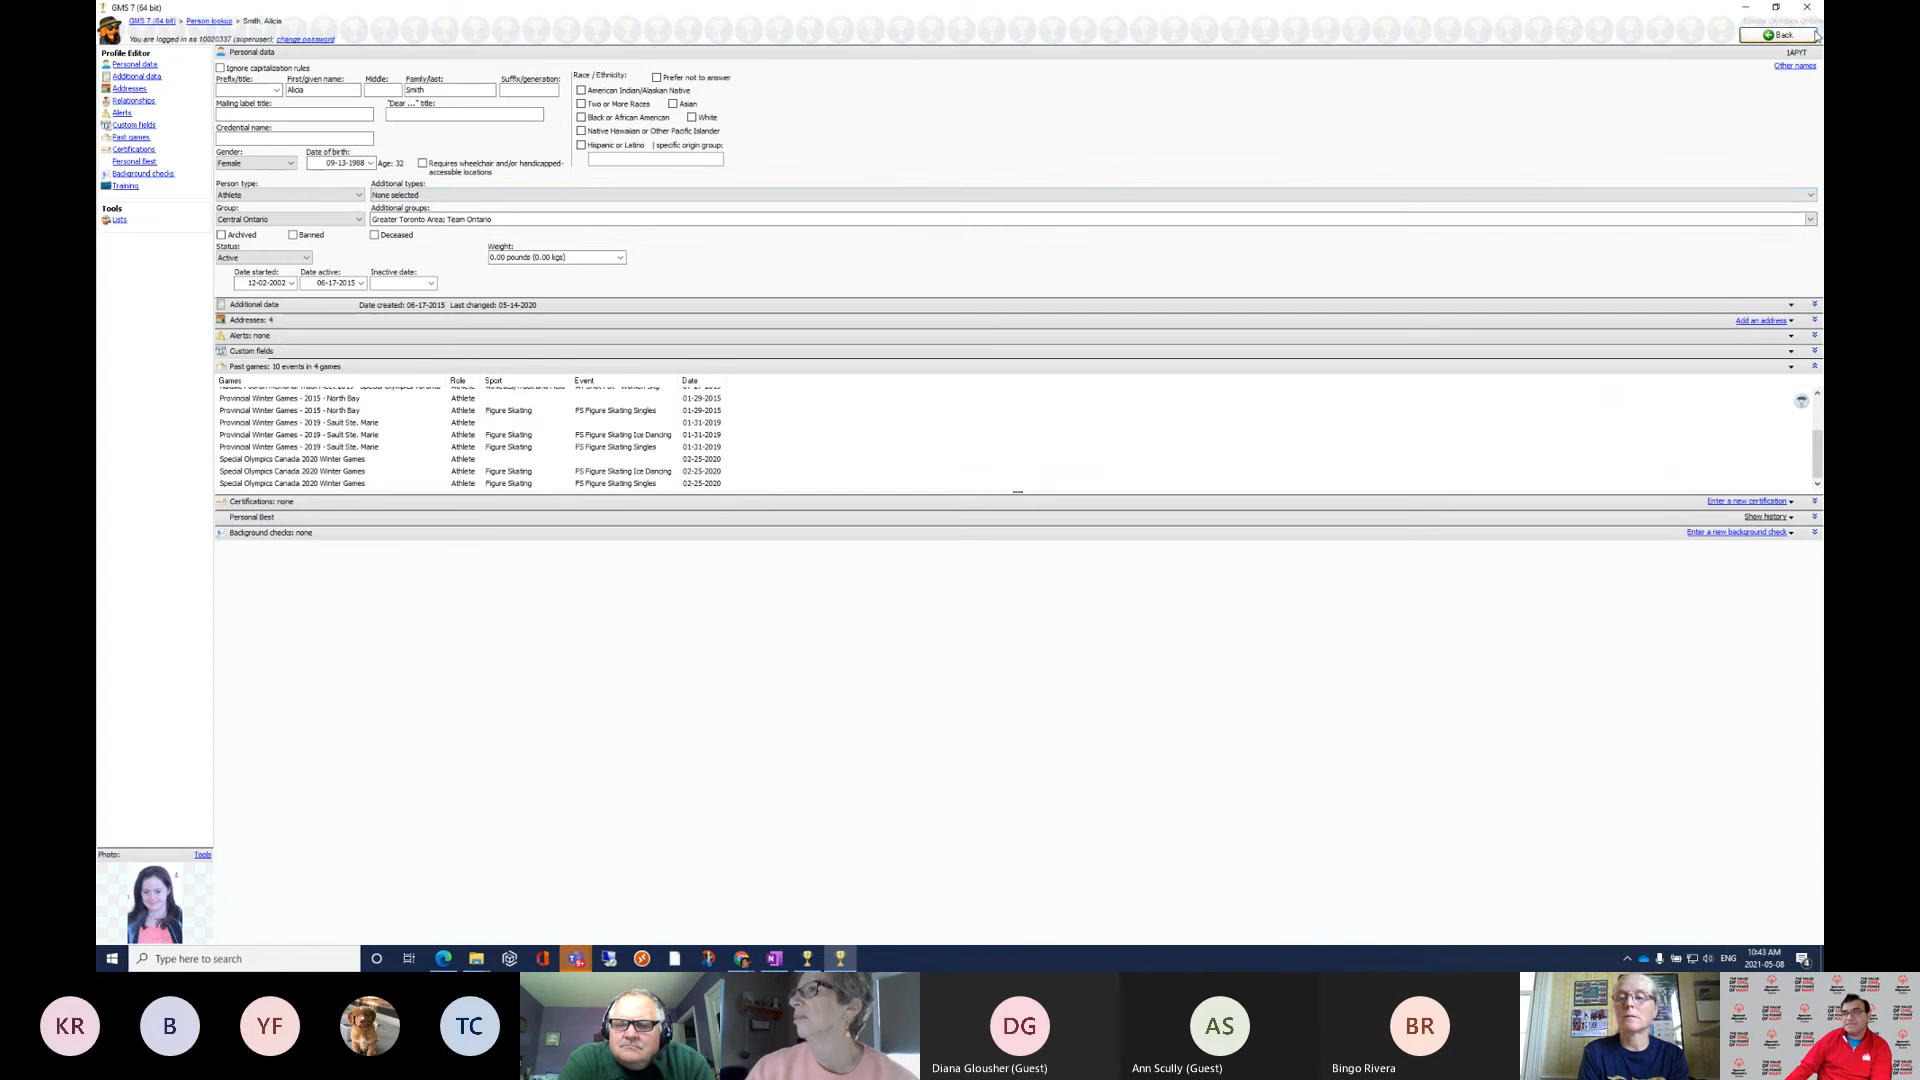 GMS 7 (64 bit)
GMS 7 (64 bit) » Person lookup » Smith, Alicia
You are logged in as 10020337 (superuser); change password
Special Olympics Ontario
Back
Profile Editor
Personal data
Additional data
Addresses
Relationships
Alerts
Custom fields
Past games
Certifications
Personal Best
Background checks
Training
Tools
Lists
Personal data
1APYT
Other names
Ignore capitalization rules
Prefix/title: First/given name: Middle: Family/last: Suffix/generation:
Alicia Smith
Mailing label title: "Dear ..." title:
Credential name:
Gender: Date of birth:
Female 09-13-1988 Age: 32 Requires wheelchair and/or handicapped-accessible locations
Race / Ethnicity: Prefer not to answer
American Indian/Alaskan Native
Two or More Races Asian
Black or African American White
Native Hawaiian or Other Pacific Islander
Hispanic or Latino | specific origin group:
Person type: Additional types:
Athlete None selected
Group: Additional groups:
Central Ontario Greater Toronto Area; Team Ontario
Archived Banned Deceased
Status: Weight:
Active 0.00 pounds (0.00 kgs)
Date started: Date active: Inactive date:
12-02-2002 06-17-2015
Additional data Date created: 06-17-2015 Last changed: 05-14-2020
Addresses: 4 Add an address
Alerts: none
Custom fields
Past games: 10 events in 4 games
Games Role Sport Event Date
Provincial Winter Games - 2015 - North Bay Athlete 01-29-2015
Provincial Winter Games - 2015 - North Bay Athlete Figure Skating FS Figure Skating Singles 01-29-2015
Provincial Winter Games - 2019 - Sault Ste. Marie Athlete 01-31-2019
Provincial Winter Games - 2019 - Sault Ste. Marie Athlete Figure Skating FS Figure Skating Ice Dancing 01-31-2019
Provincial Winter Games - 2019 - Sault Ste. Marie Athlete Figure Skating FS Figure Skating Singles 01-31-2019
Special Olympics Canada 2020 Winter Games Athlete 02-25-2020
Special Olympics Canada 2020 Winter Games Athlete Figure Skating FS Figure Skating Ice Dancing 02-25-2020
Special Olympics Canada 2020 Winter Games Athlete Figure Skating FS Figure Skating Singles 02-25-2020
Certifications: none Enter a new certification
Personal Best Show history
Background checks: none Enter a new background check
Photo: Tools
Type here to search
ENG
10:43 AM
2021-05-08
KR
B
YF
TC
DG
Diana Glousher (Guest)
AS
Ann Scully (Guest)
BR
Bingo Rivera
THE VALUE OF ONE, THE POWER OF MANY
Special Olympics Ontario